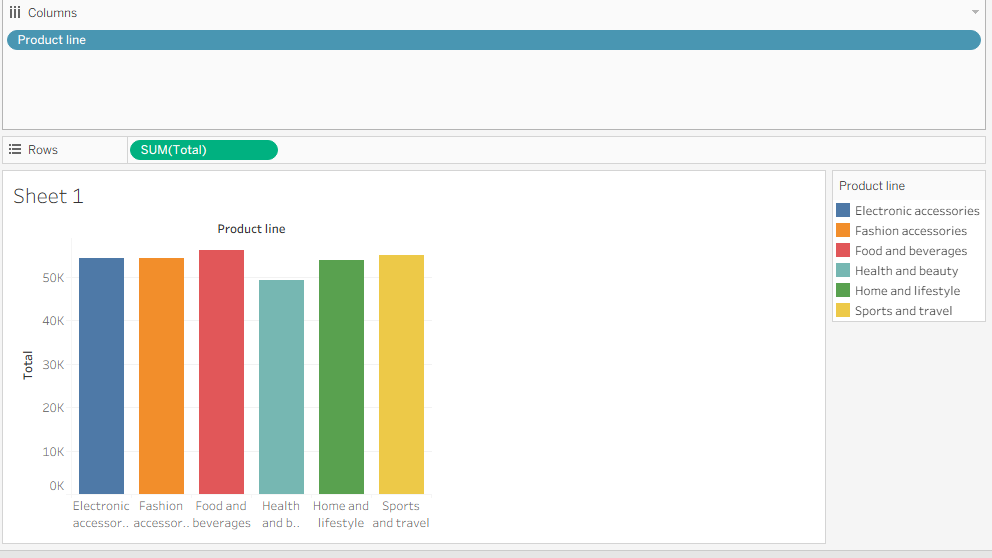 Columns
Product line
Rows
SUM(Total)
Sheet 1
Product line
Total
50K
40K
30K
20K
10K
0K
Electronic accessor..
Fashion accessor..
Food and beverages
Health and b..
Home and lifestyle
Sports and travel
Product line
Electronic accessories
Fashion accessories
Food and beverages
Health and beauty
Home and lifestyle
Sports and travel